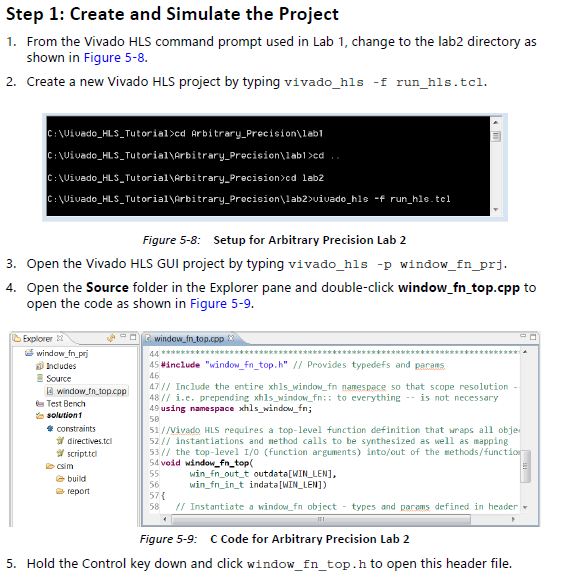 Step 1: Create and Simulate the Project
1. From the Vivado HLS command prompt used in Lab 1, change to the lab2 directory as
shown in Figure 5-8.
2. Create a new Vivado HLS project by typing vivado_hls -f run_hls.tcl.
C:\Vivado_HLS_Tutorial>cd Arbitrary_Precision\lab1
C:\Vivado_HLS_Tutorial\Arbitrary_Precision\lab1>cd ..
C:\Vivado_HLS_Tutorial\Arbitrary_Precision>cd lab2
C:\Vivado_HLS_Tutorial\Arbitrary_Precision\lab2>vivado_hls -f run_hls.tcl
Figure 5-8: Setup for Arbitrary Precision Lab 2
3. Open the Vivado HLS GUI project by typing vivado_hls -p window_fn_prj.
4. Open the Source folder in the Explorer pane and double-click window_fn_top.cpp to
open the code as shown in Figure 5-9.
Explorer
window_fn_prj
Includes
Source
window_fn_top.cpp
Test Bench
solution1
constraints
directives.tcl
script.tcl
csim
build
report
window_fn_top.cpp
44 ******************************************************************************
45 #include "window_fn_top.h" // Provides typedefs and params
46
47 // Include the entire xhls_window_fn namespace so that scope resolution -
48 // i.e. prepending xhls_window_fn:: to everything -- is not necessary
49 using namespace xhls_window_fn;
50
51 //Vivado HLS requires a top-level function definition that wraps all obje
52 // instantiations and method calls to be synthesized as well as mapping
53 // the top-level I/O (function arguments) into/out of the methods/function
54 void window_fn_top(
55 win_fn_out_t outdata[WIN_LEN],
56 win_fn_in_t indata[WIN_LEN])
57 {
58 // Instantiate a window_fn object - types and params defined in header
Figure 5-9: C Code for Arbitrary Precision Lab 2
5. Hold the Control key down and click window_fn_top.h to open this header file.